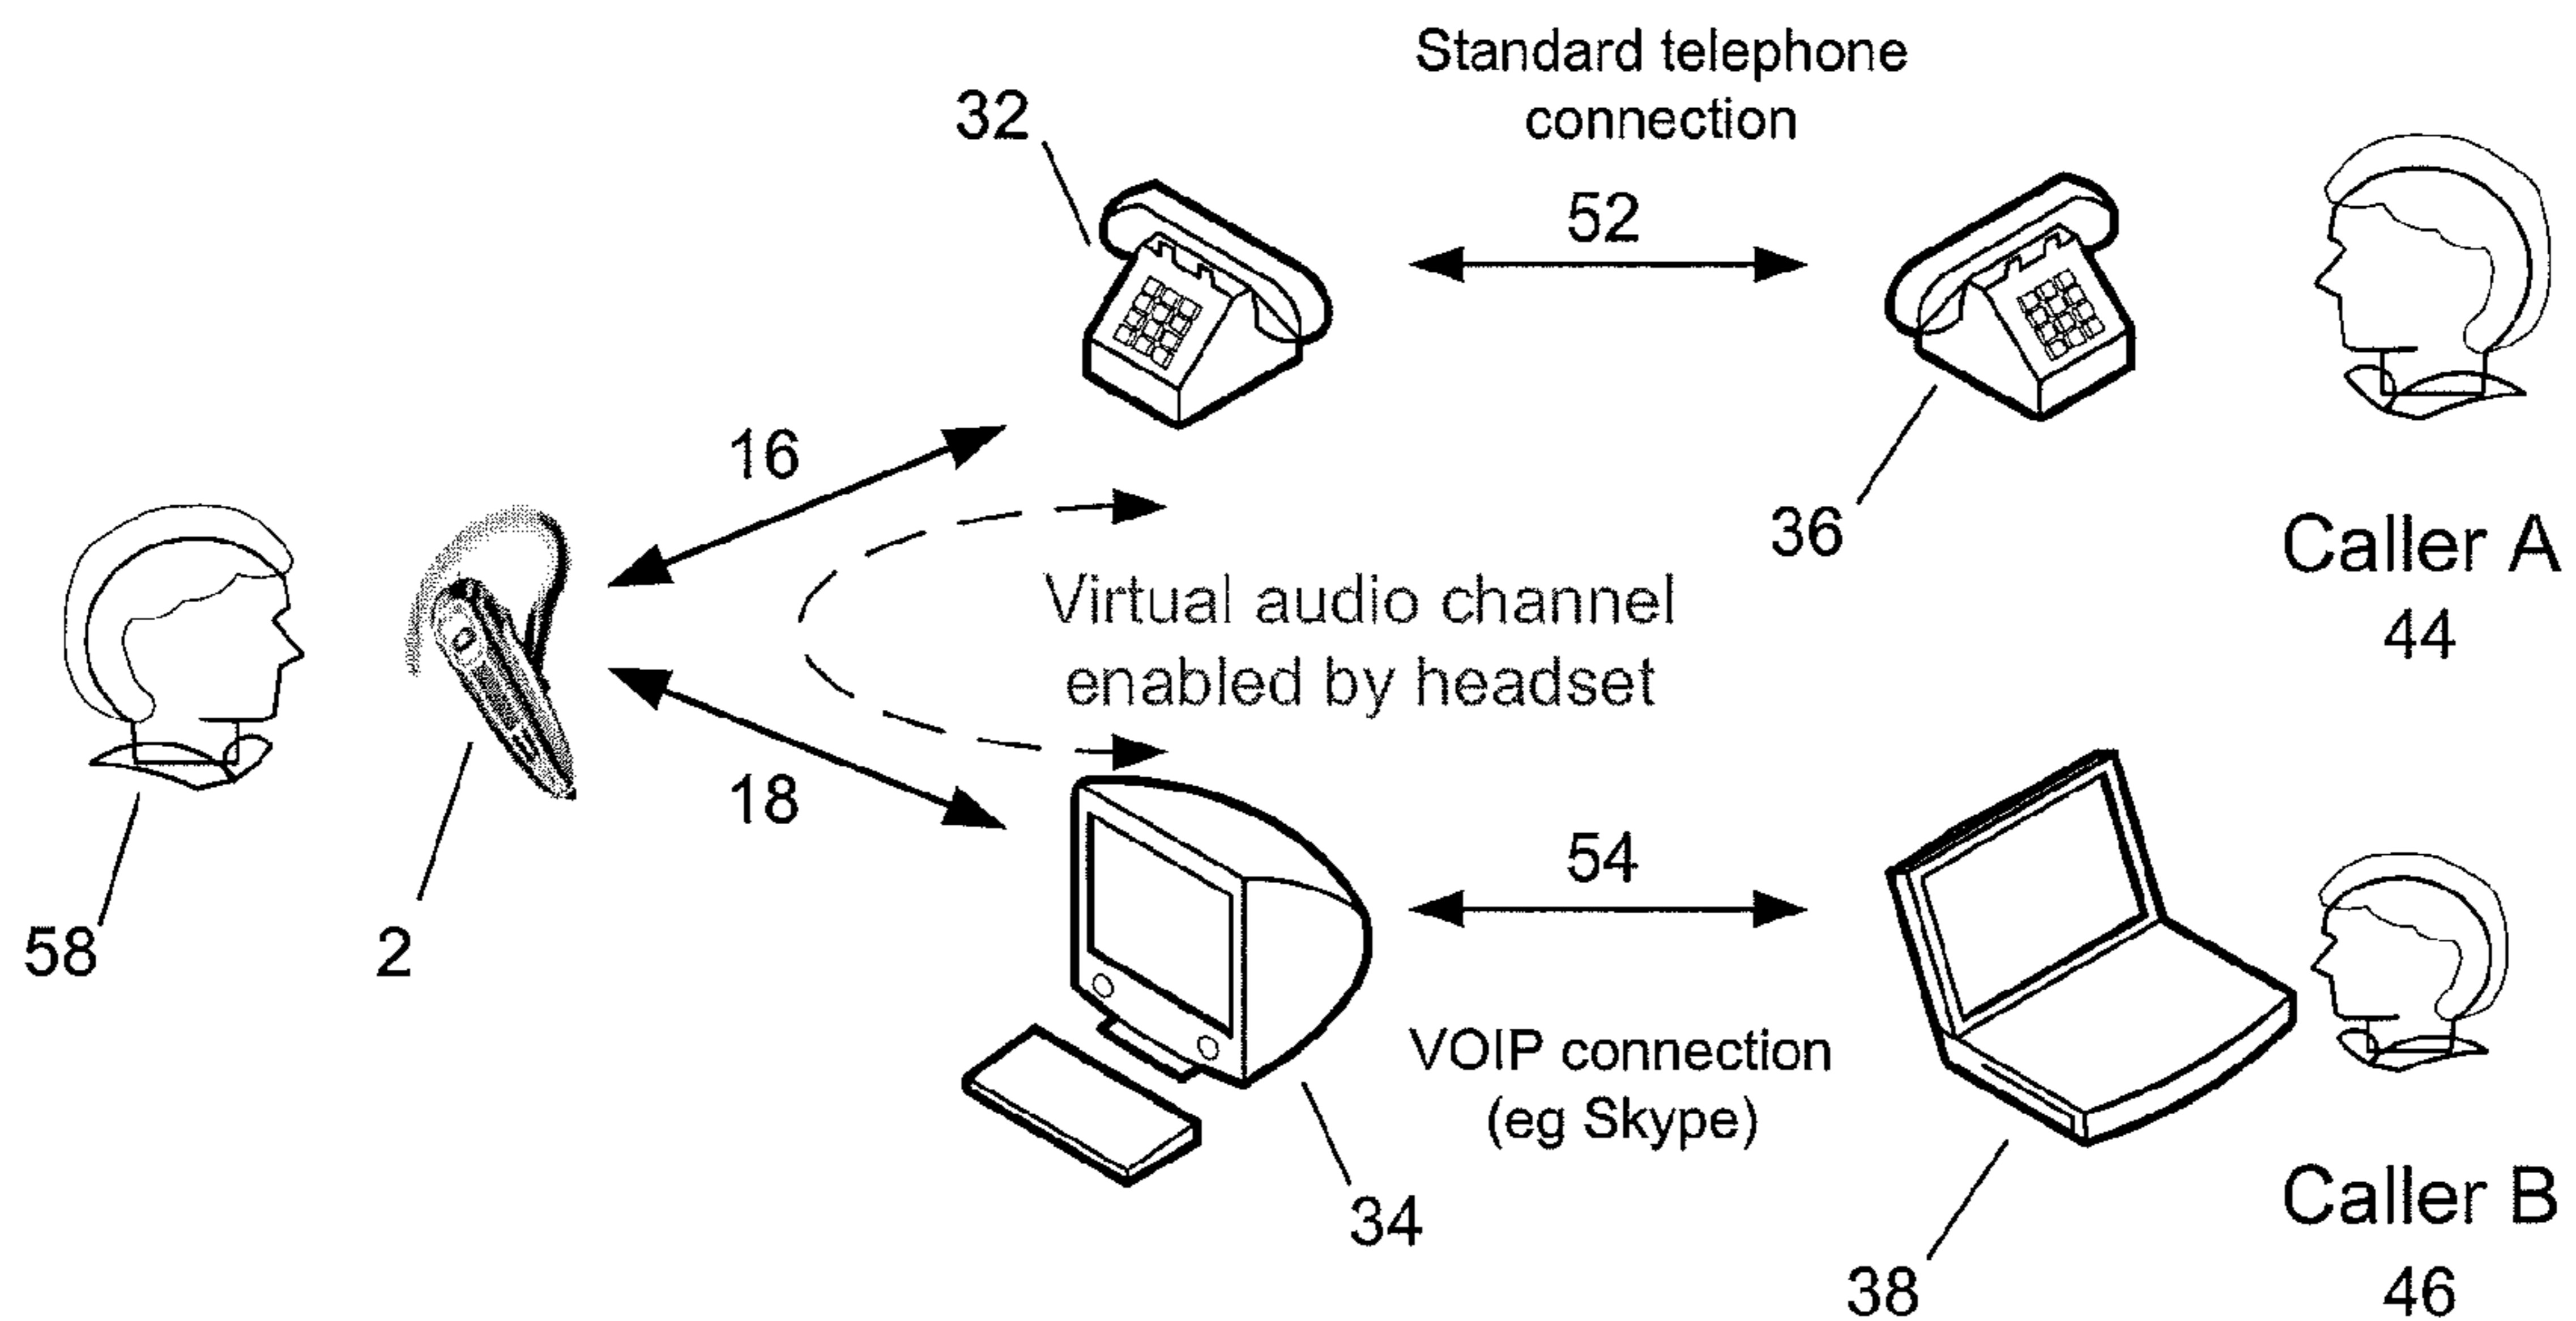 Standard telephone
connection
32
52
16
36
Caller A
44
Virtual audio channel
enabled by headset
18
54
58
2
VOIP connection
(eg Skype)
34
38
Caller B
46